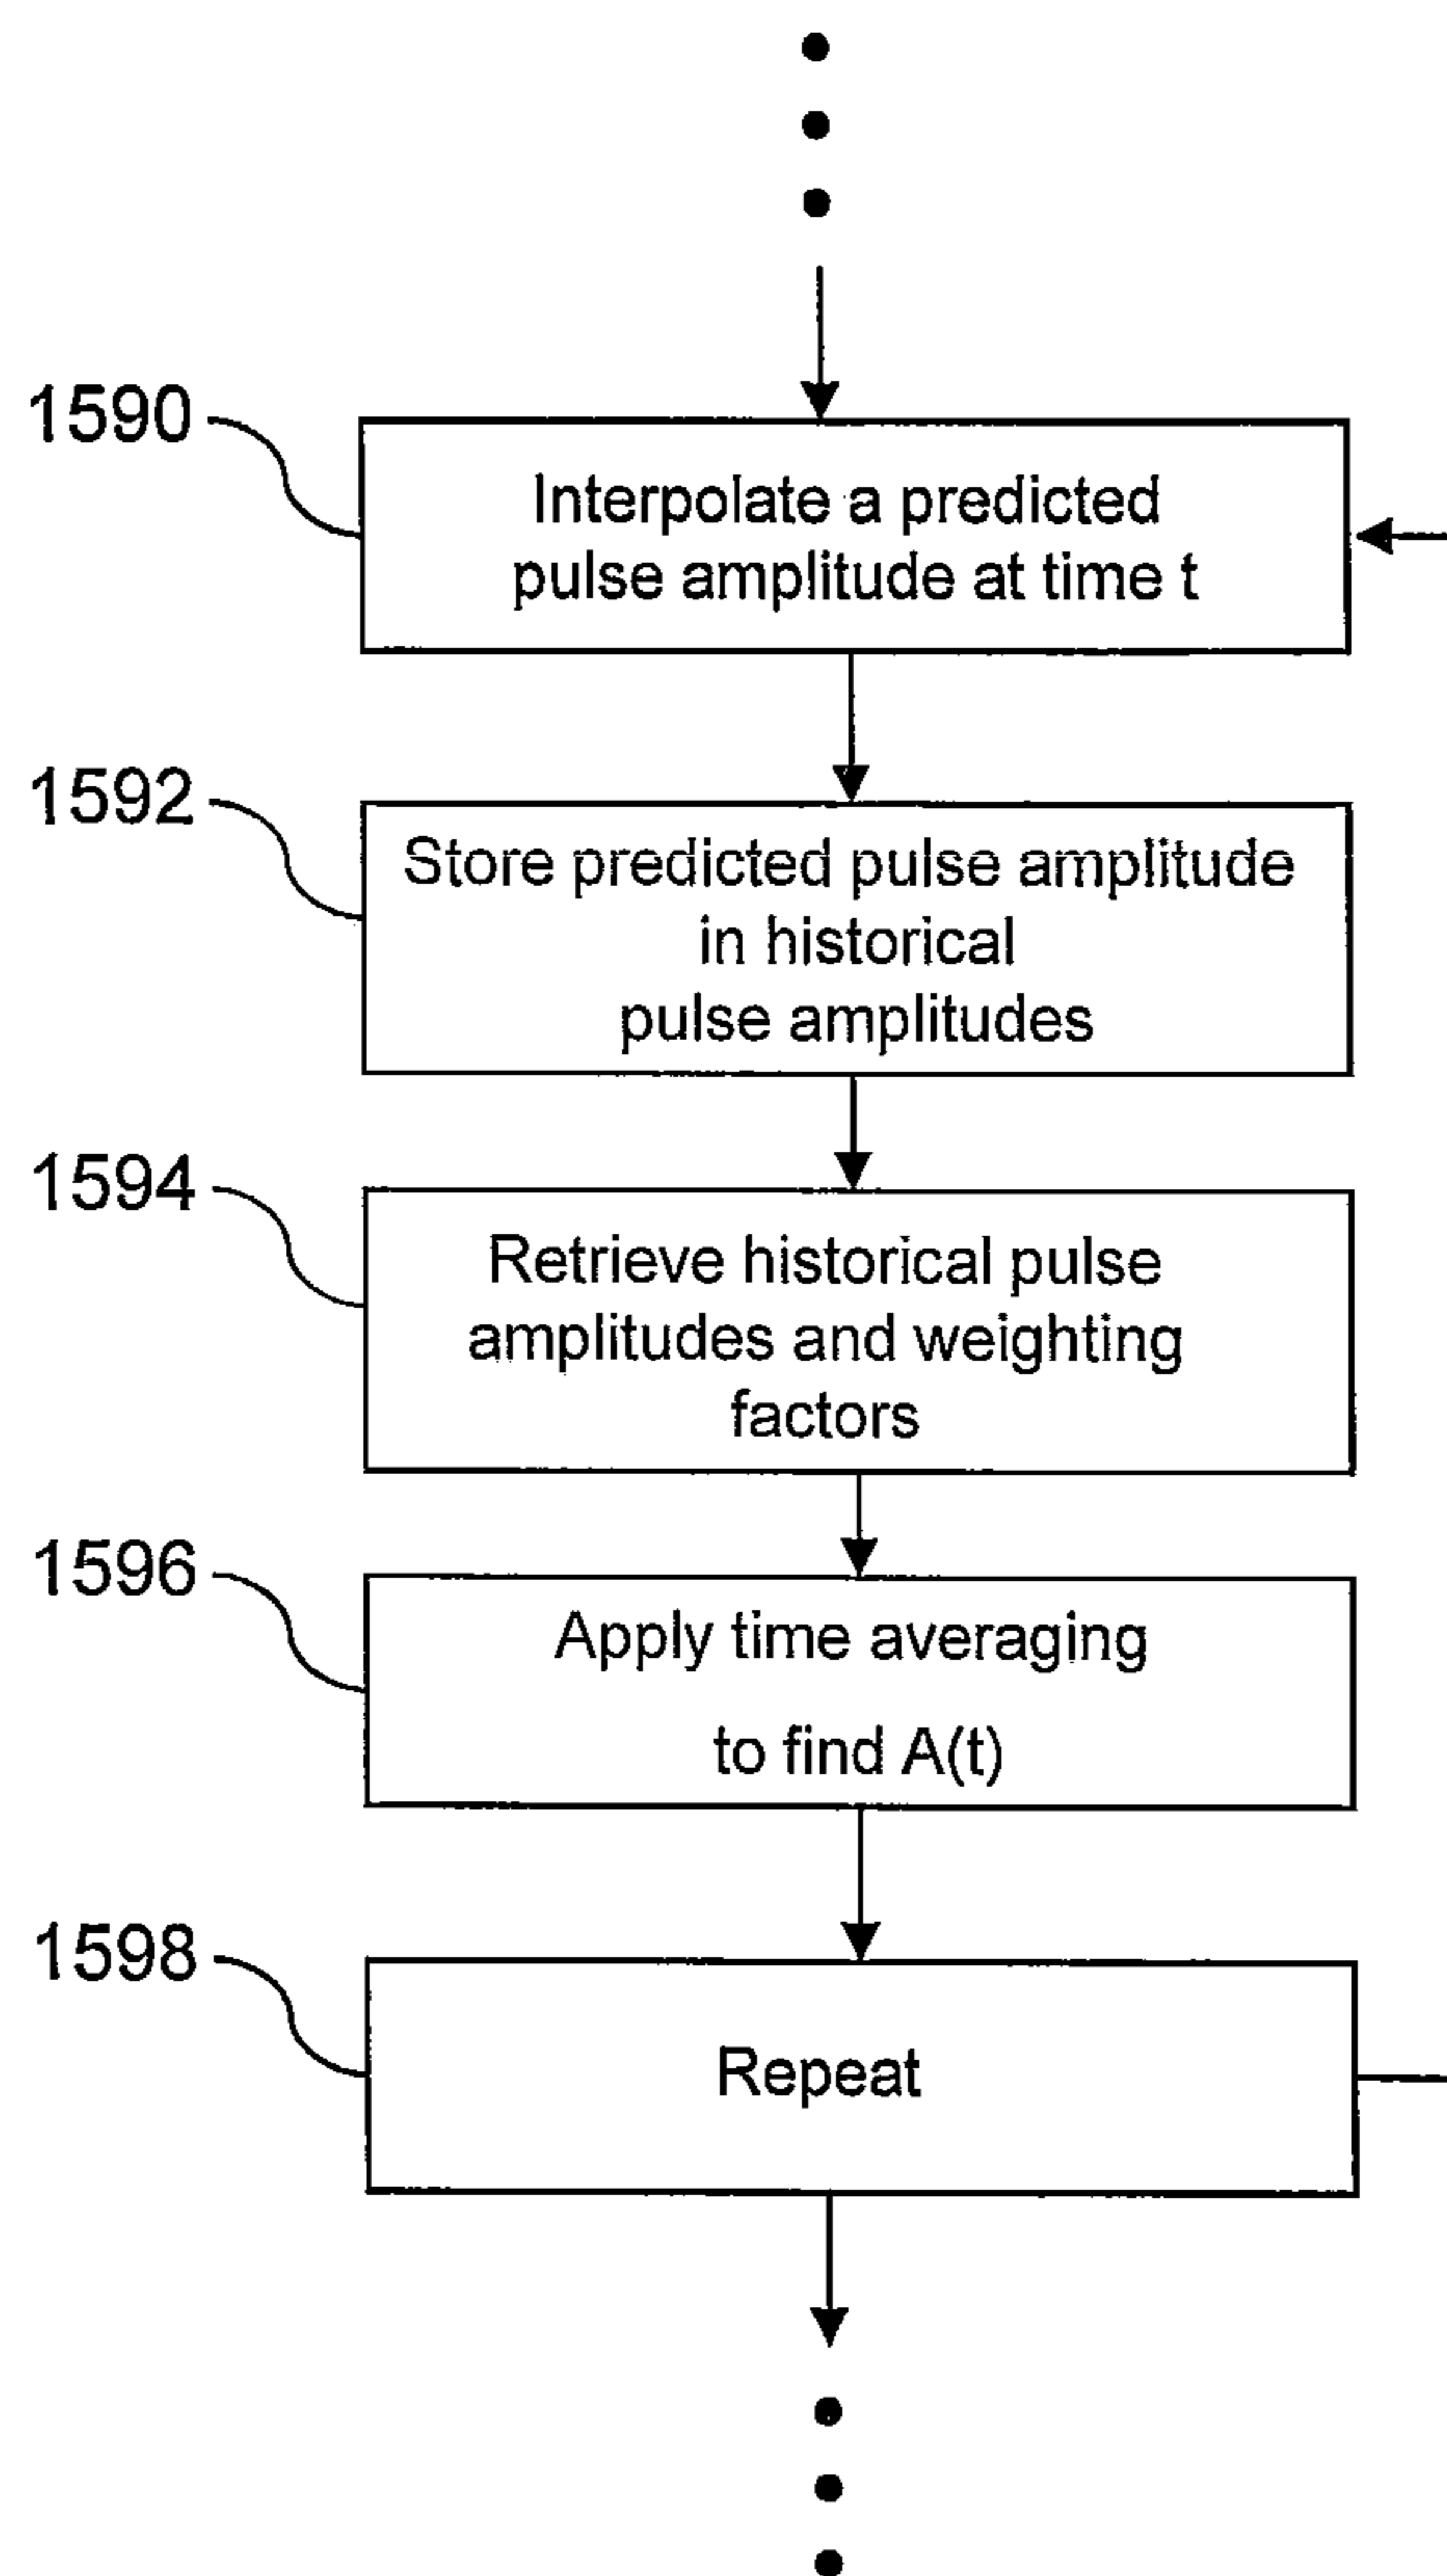 1590
Interpolate a predicted
pulse amplitude at time t
1592
Store predicted pulse amplitude
in historical
pulse amplitudes
1594
Retrieve historical pulse
amplitudes and weighting
factors
1596
Apply time averaging
to find A(t)
1598
Repeat